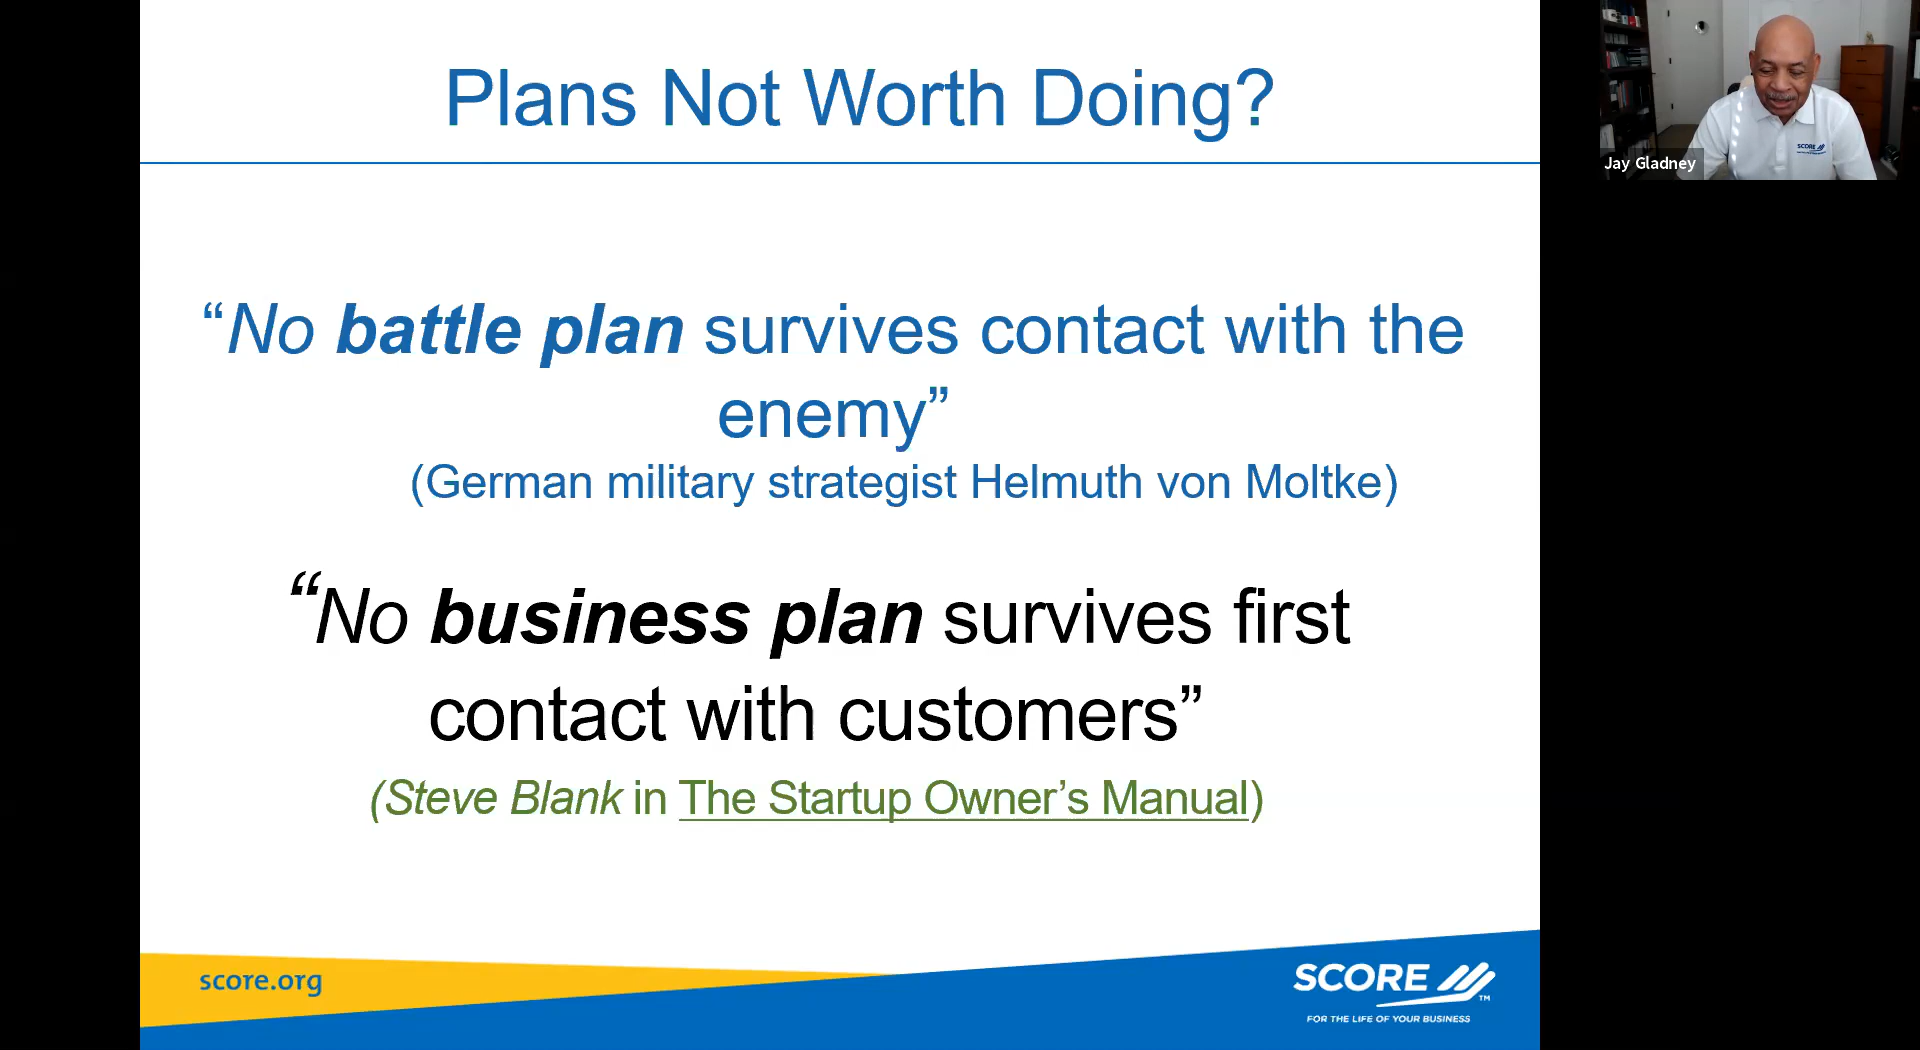 Plans Not Worth Doing?
“No battle plan survives contact with the
enemy”
(German military strategist Helmuth von Moltke)
“No business plan survives first
contact with customers”
(Steve Blank in The Startup Owner’s Manual)
score.org
SCORE
TM
FOR THE LIFE OF YOUR BUSINESS
Jay Gladney
SCORE